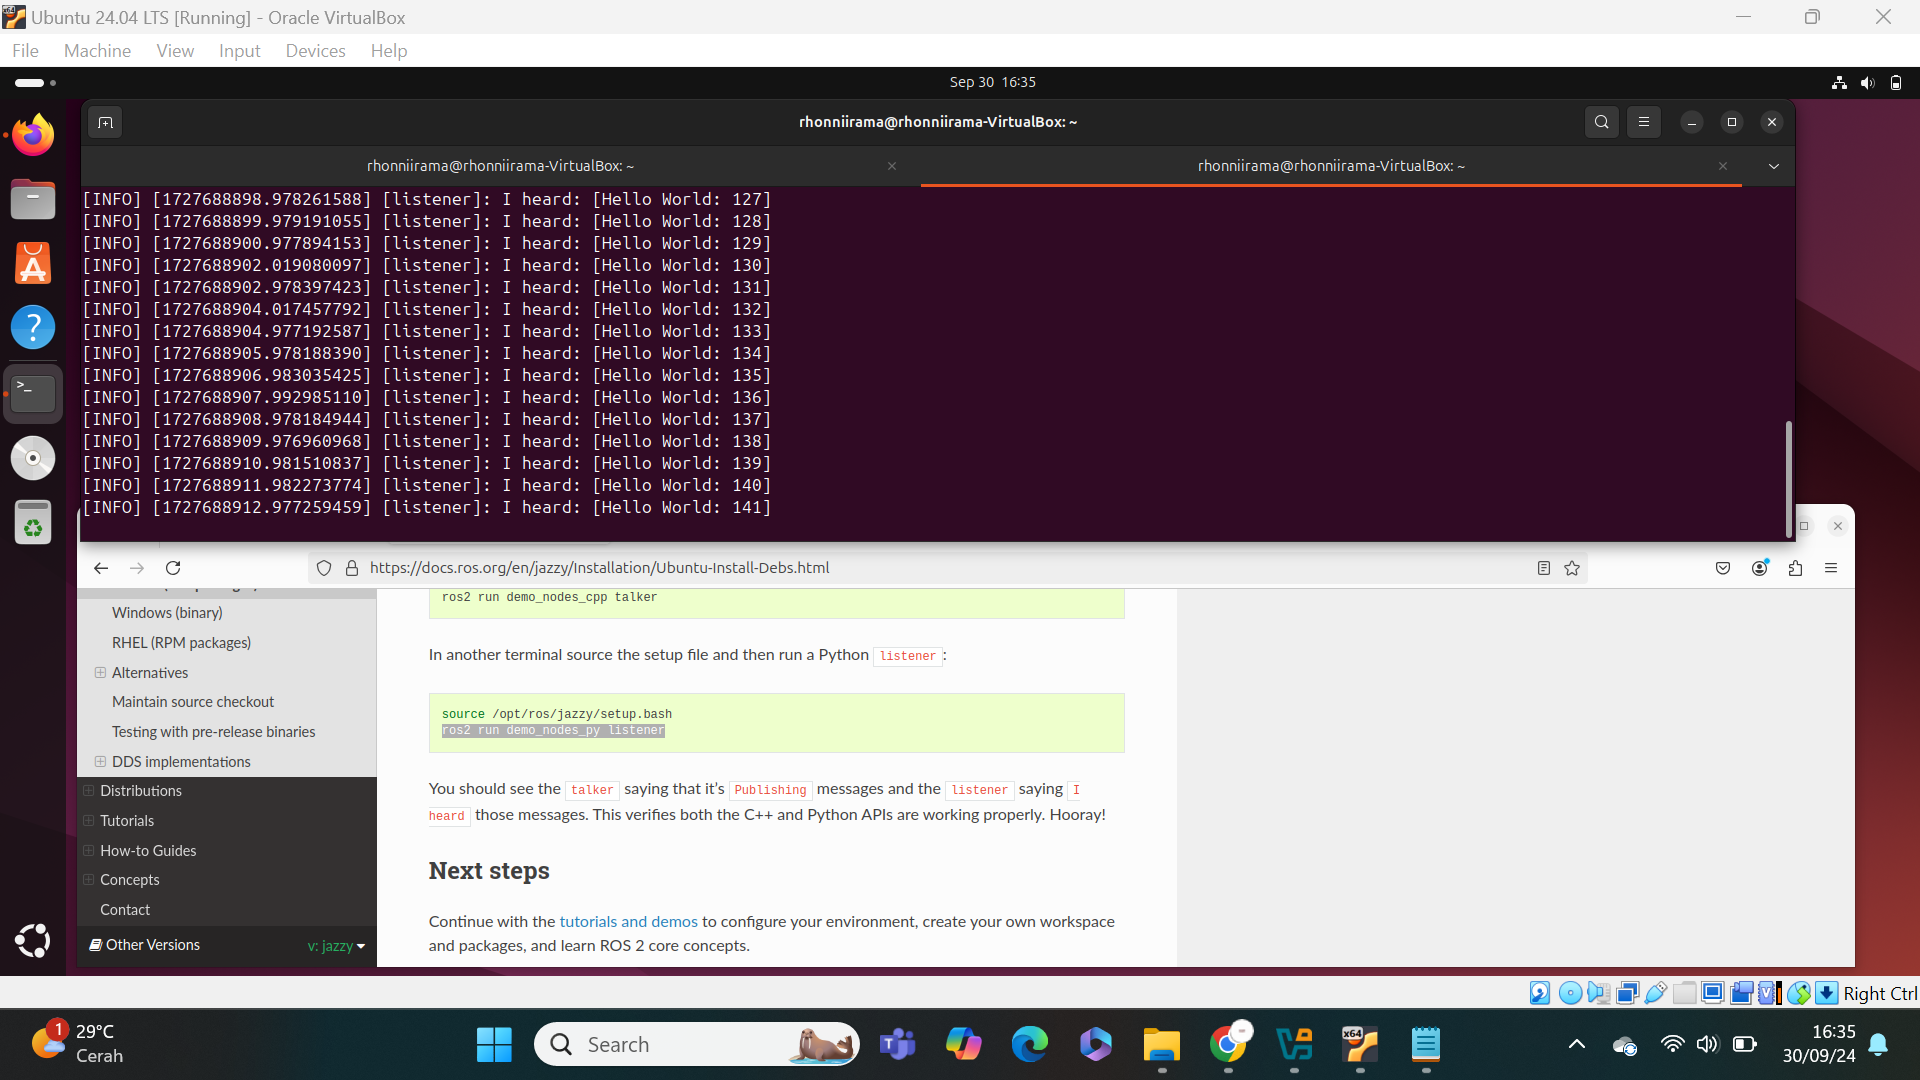 Ubuntu 24.04 LTS [Running] - Oracle VirtualBox
File Machine View Input Devices Help
Sep 30 16:35
rhonniirama@rhonniirama-VirtualBox: ~
rhonniirama@rhonniirama-VirtualBox: ~
rhonniirama@rhonniirama-VirtualBox: ~
[INFO] [1727688898.978261588] [listener]: I heard: [Hello World: 127]
[INFO] [1727688899.979191055] [listener]: I heard: [Hello World: 128]
[INFO] [1727688900.977894153] [listener]: I heard: [Hello World: 129]
[INFO] [1727688902.019080097] [listener]: I heard: [Hello World: 130]
[INFO] [1727688902.978397423] [listener]: I heard: [Hello World: 131]
[INFO] [1727688904.017457792] [listener]: I heard: [Hello World: 132]
[INFO] [1727688904.977192587] [listener]: I heard: [Hello World: 133]
[INFO] [1727688905.978188390] [listener]: I heard: [Hello World: 134]
[INFO] [1727688906.983035425] [listener]: I heard: [Hello World: 135]
[INFO] [1727688907.992985110] [listener]: I heard: [Hello World: 136]
[INFO] [1727688908.978184944] [listener]: I heard: [Hello World: 137]
[INFO] [1727688909.976960968] [listener]: I heard: [Hello World: 138]
[INFO] [1727688910.981510837] [listener]: I heard: [Hello World: 139]
[INFO] [1727688911.982273774] [listener]: I heard: [Hello World: 140]
[INFO] [1727688912.977259459] [listener]: I heard: [Hello World: 141]
https://docs.ros.org/en/jazzy/Installation/Ubuntu-Install-Debs.html
Windows (binary)
RHEL (RPM packages)
Alternatives
Maintain source checkout
Testing with pre-release binaries
DDS implementations
Distributions
Tutorials
How-to Guides
Concepts
Contact
Other Versions
v: jazzy
ros2 run demo_nodes_cpp talker
In another terminal source the setup file and then run a Python listener:
source /opt/ros/jazzy/setup.bash
ros2 run demo_nodes_py listener
You should see the talker saying that it's Publishing messages and the listener saying I
heard those messages. This verifies both the C++ and Python APIs are working properly. Hooray!
Next steps
Continue with the tutorials and demos to configure your environment, create your own workspace
and packages, and learn ROS 2 core concepts.
Right Ctrl
1
29°C
Cerah
Search
x64
16:35
30/09/24